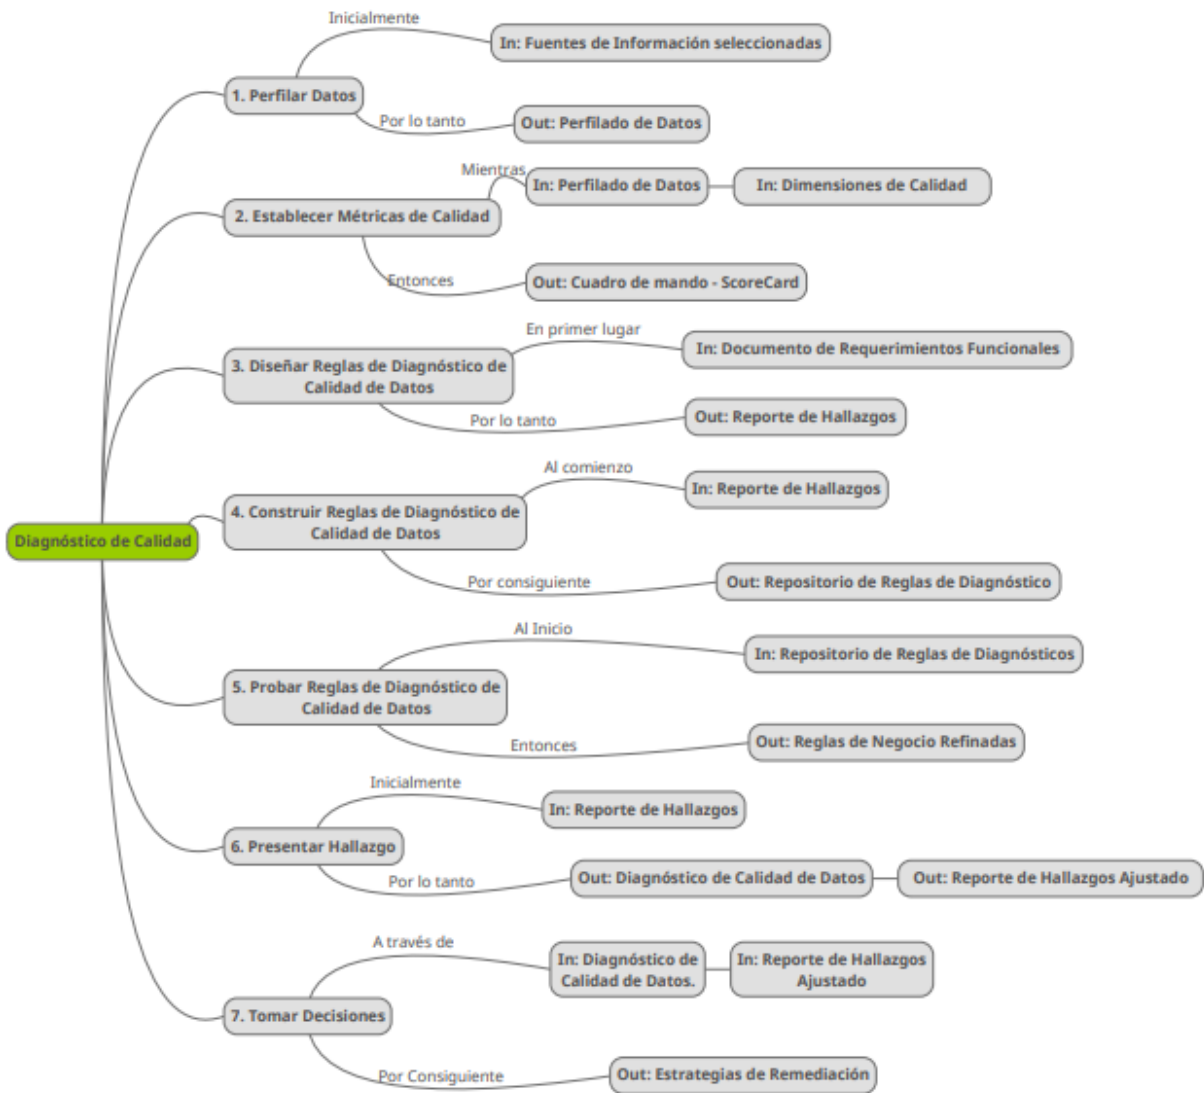 Inicialmente
In: Fuentes de Información seleccionadas
1. Perfilar Datos
Por lo tanto
Out: Perfilado de Datos
Mientras
In: Perfilado de Datos
In: Dimensiones de Calidad
2. Establecer Métricas de Calidad
Entonces
Out: Cuadro de mando - ScoreCard
En primer lugar
In: Documento de Requerimientos Funcionales
3. Diseñar Reglas de Diagnóstico de
Calidad de Datos
Por lo tanto
Out: Reporte de Hallazgos
Al comienzo
In: Reporte de Hallazgos
4. Construir Reglas de Diagnóstico de
Calidad de Datos
Diagnóstico de Calidad
Por consiguiente
Out: Repositorio de Reglas de Diagnóstico
Al Inicio
In: Repositorio de Reglas de Diagnósticos
5. Probar Reglas de Diagnóstico de
Calidad de Datos
Entonces
Out: Reglas de Negocio Refinadas
Inicialmente
In: Reporte de Hallazgos
6. Presentar Hallazgo
Por lo tanto
Out: Diagnóstico de Calidad de Datos
Out: Reporte de Hallazgos Ajustado
A través de
In: Diagnóstico de
Calidad de Datos.
In: Reporte de Hallazgos
Ajustado
7. Tomar Decisiones
Por Consiguiente
Out: Estrategias de Remediación